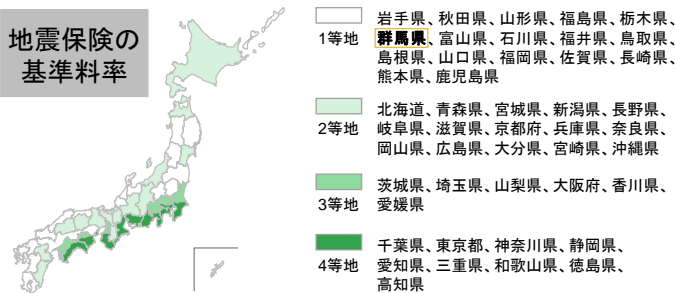 地震保険の
基準料率
1等地
岩手県、秋田県、山形県、福島県、栃木県、
群馬県、富山県、石川県、福井県、鳥取県、
島根県、山口県、福岡県、佐賀県、長崎県、
熊本県、鹿児島県
2等地
北海道、青森県、宮城県、新潟県、長野県、
岐阜県、滋賀県、京都府、兵庫県、奈良県、
岡山県、広島県、大分県、宮崎県、沖縄県
3等地
茨城県、埼玉県、山梨県、大阪府、香川県、
愛媛県
4等地
千葉県、東京都、神奈川県、静岡県、
愛知県、三重県、和歌山県、徳島県、
高知県